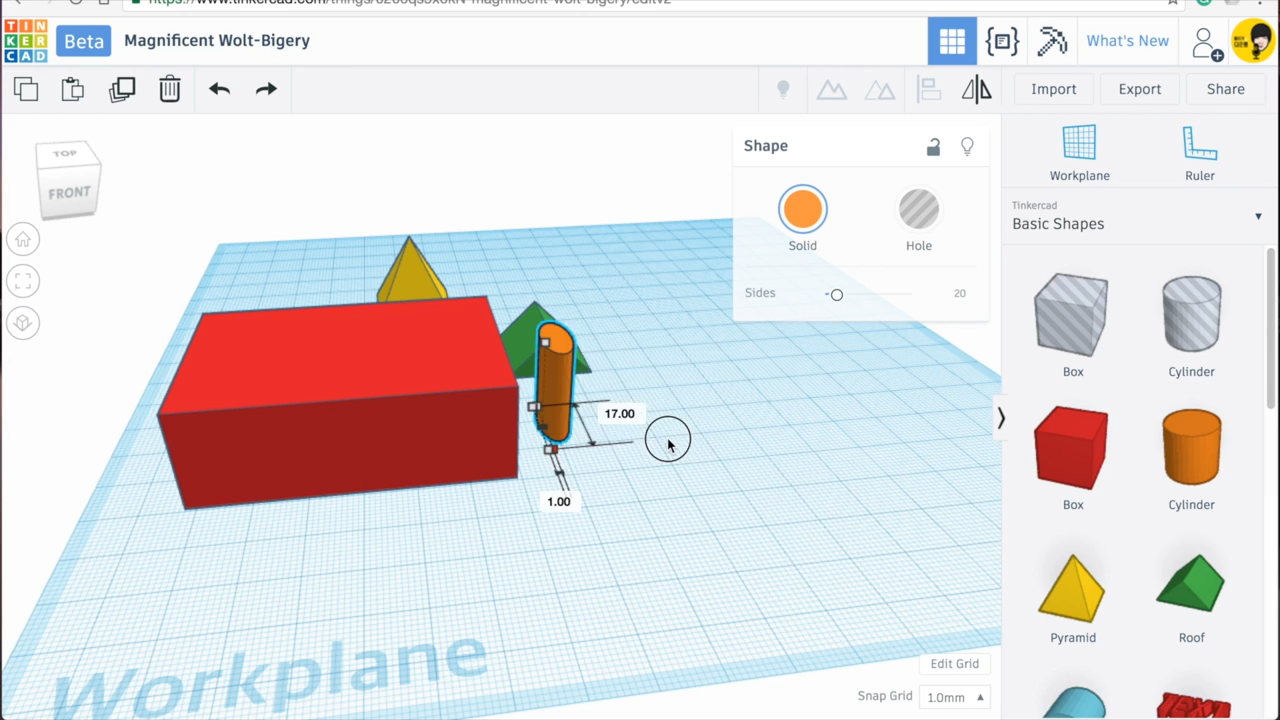 TIN
KER
CAD
Beta
Magnificent Wolt-Bigery
What's New
Import
Export
Share
TOP
FRONT
Shape
Solid
Hole
Sides
20
17.00
1.00
Workplane
Ruler
Tinkercad
Basic Shapes
Box
Cylinder
Box
Cylinder
Pyramid
Roof
Workplane
Edit Grid
Snap Grid
1.0mm